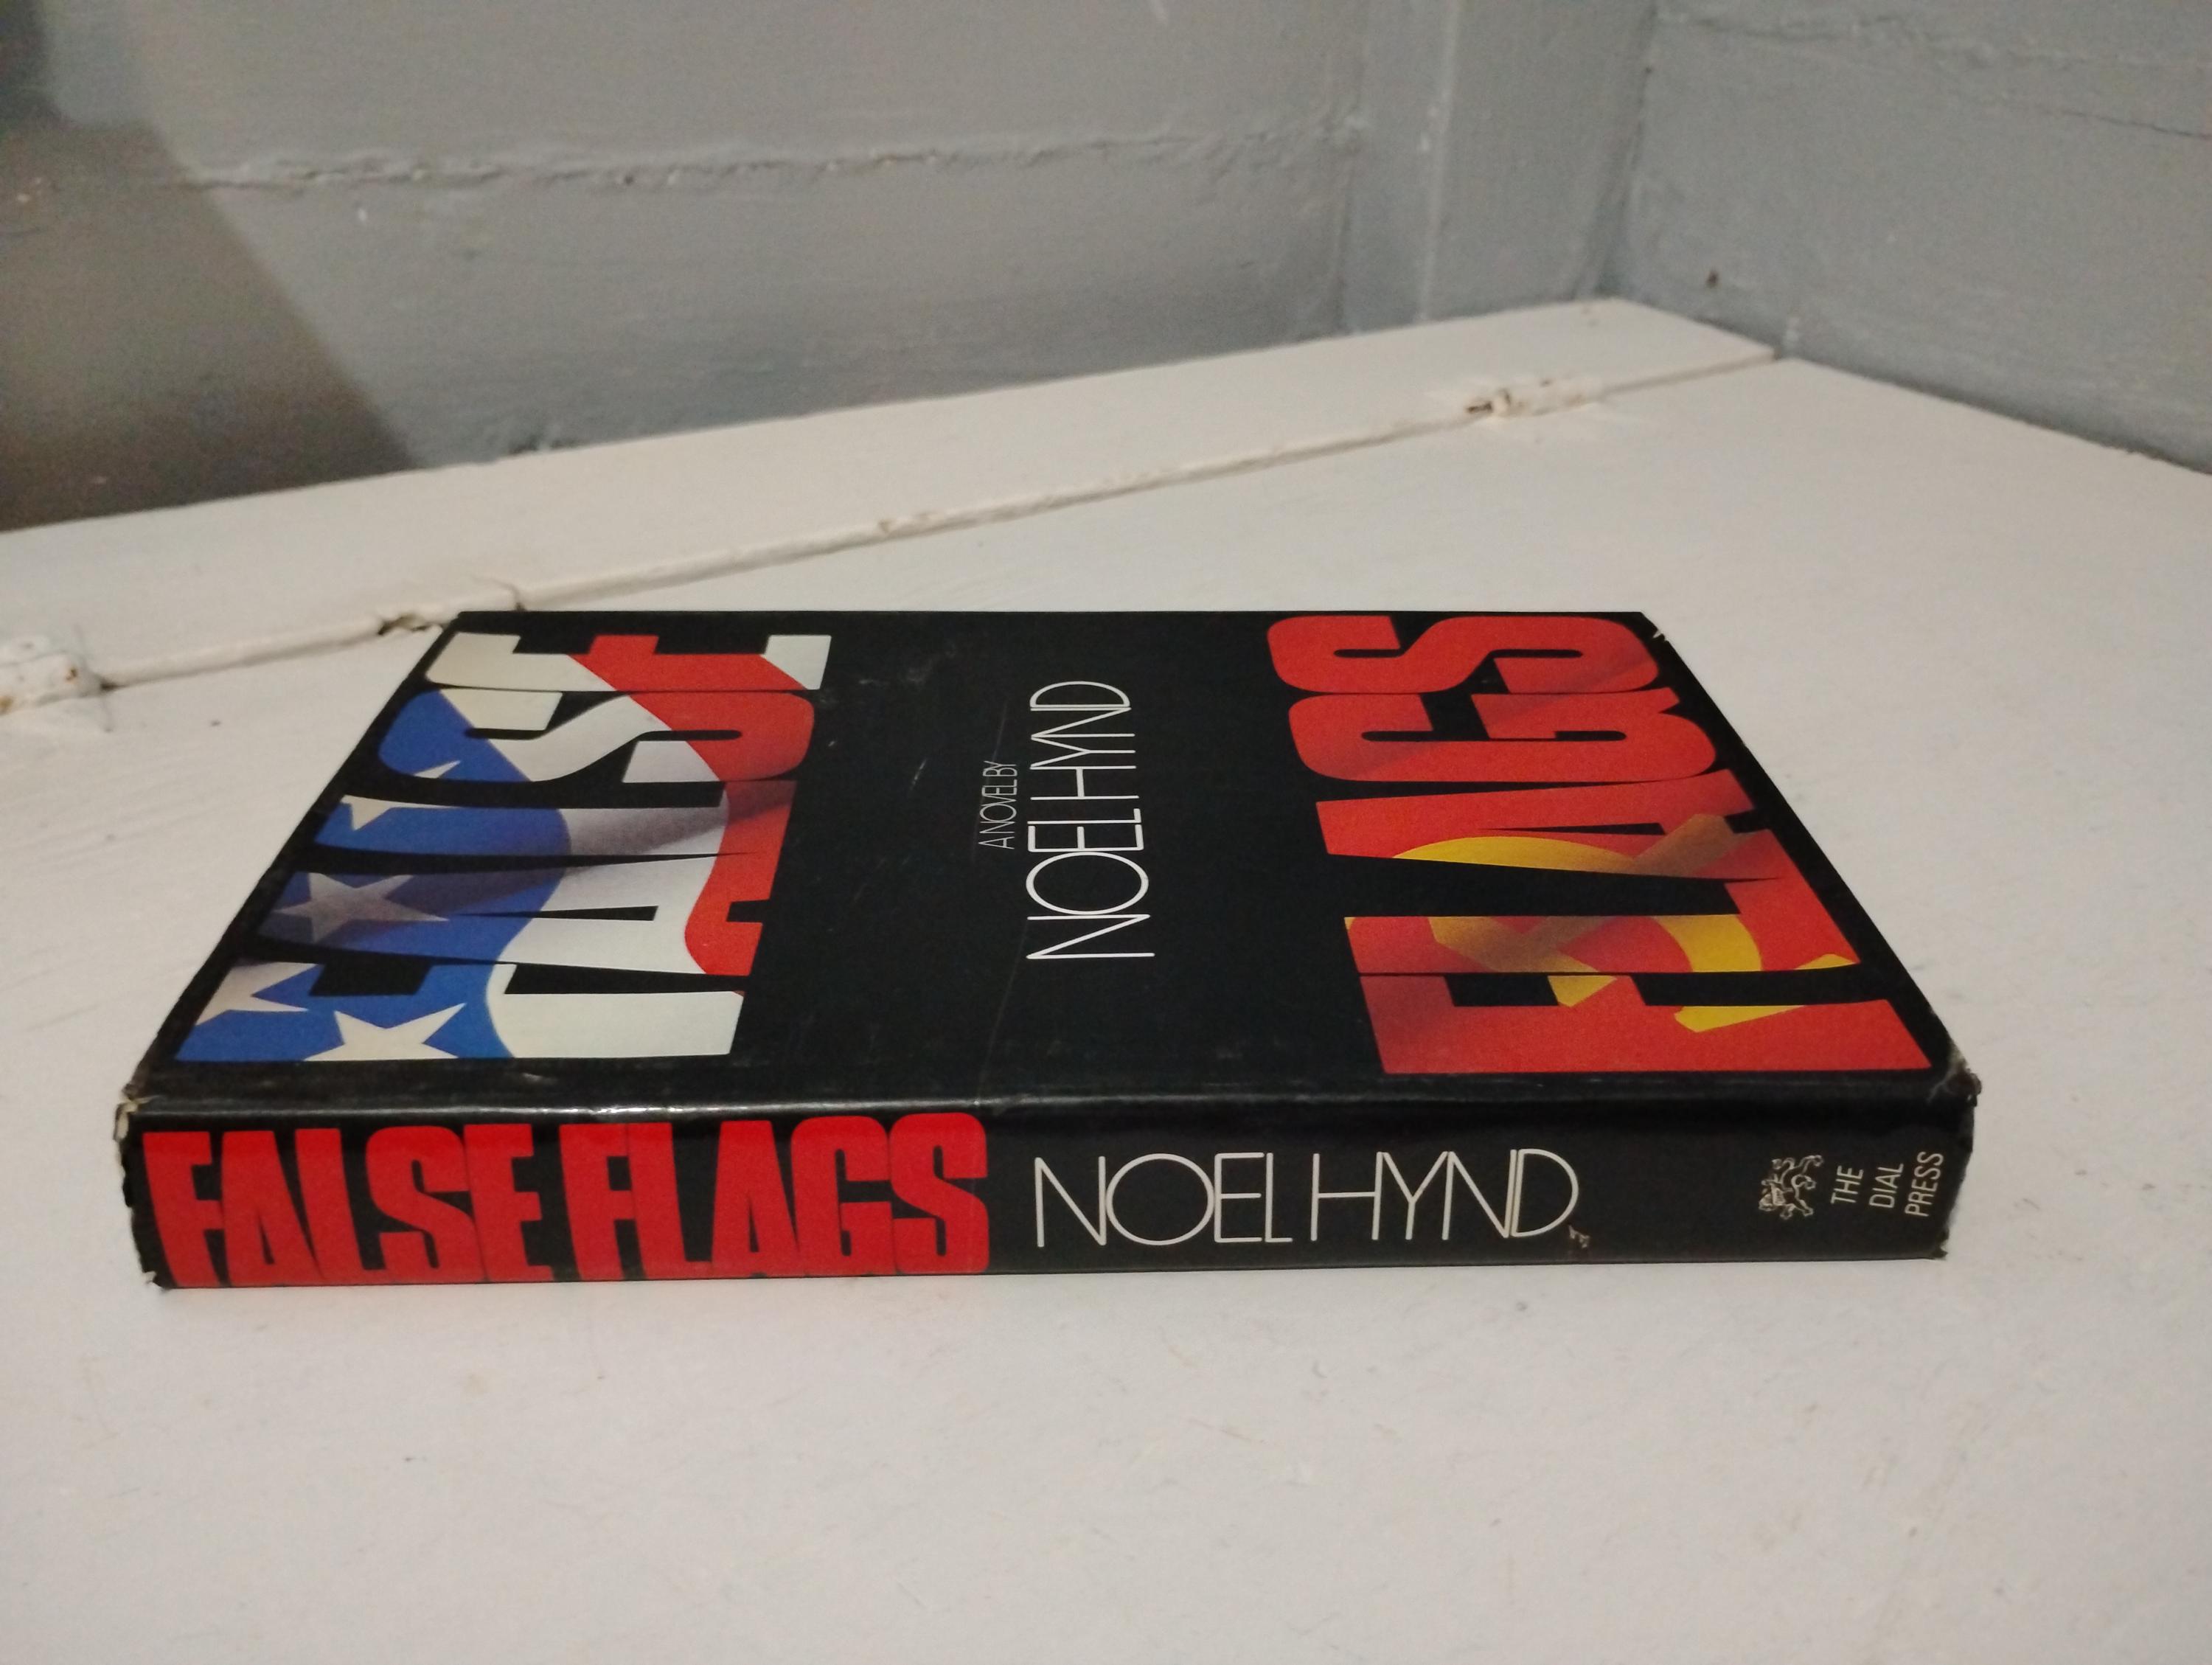 FALSE
A NOVEL BY
NOEL HYND
FLAGS
FALSE FLAGS
NOEL HYND
THE
DIAL
PRESS